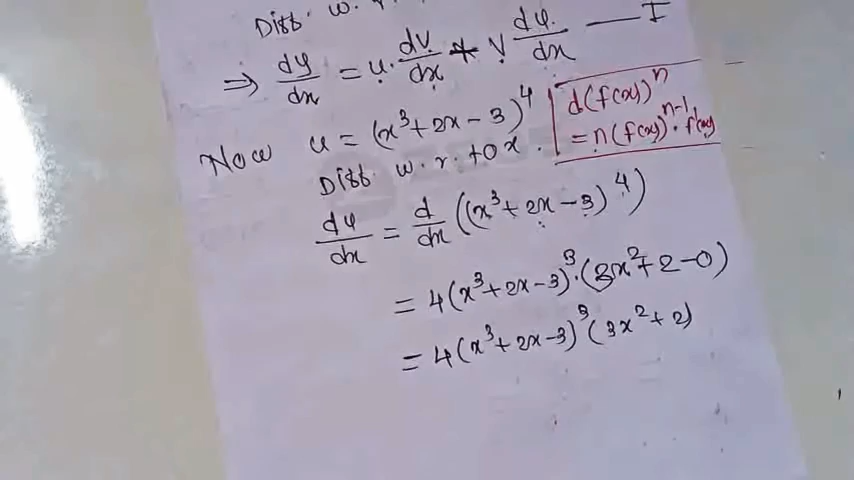 Diff. w.r.
⇒ dy/dx = u. dv/dx + v du/dx — I
Now u = (x³+2x-3)⁴
Diff. w.r. to x.
d(f(x))ⁿ
= n(f(x))ⁿ⁻¹. f'(x)
du/dx = d/dx ((x³+2x-3)⁴)
= 4(x³+2x-3)³.(3x²+2-0)
= 4(x³+2x-3)³(3x²+2)